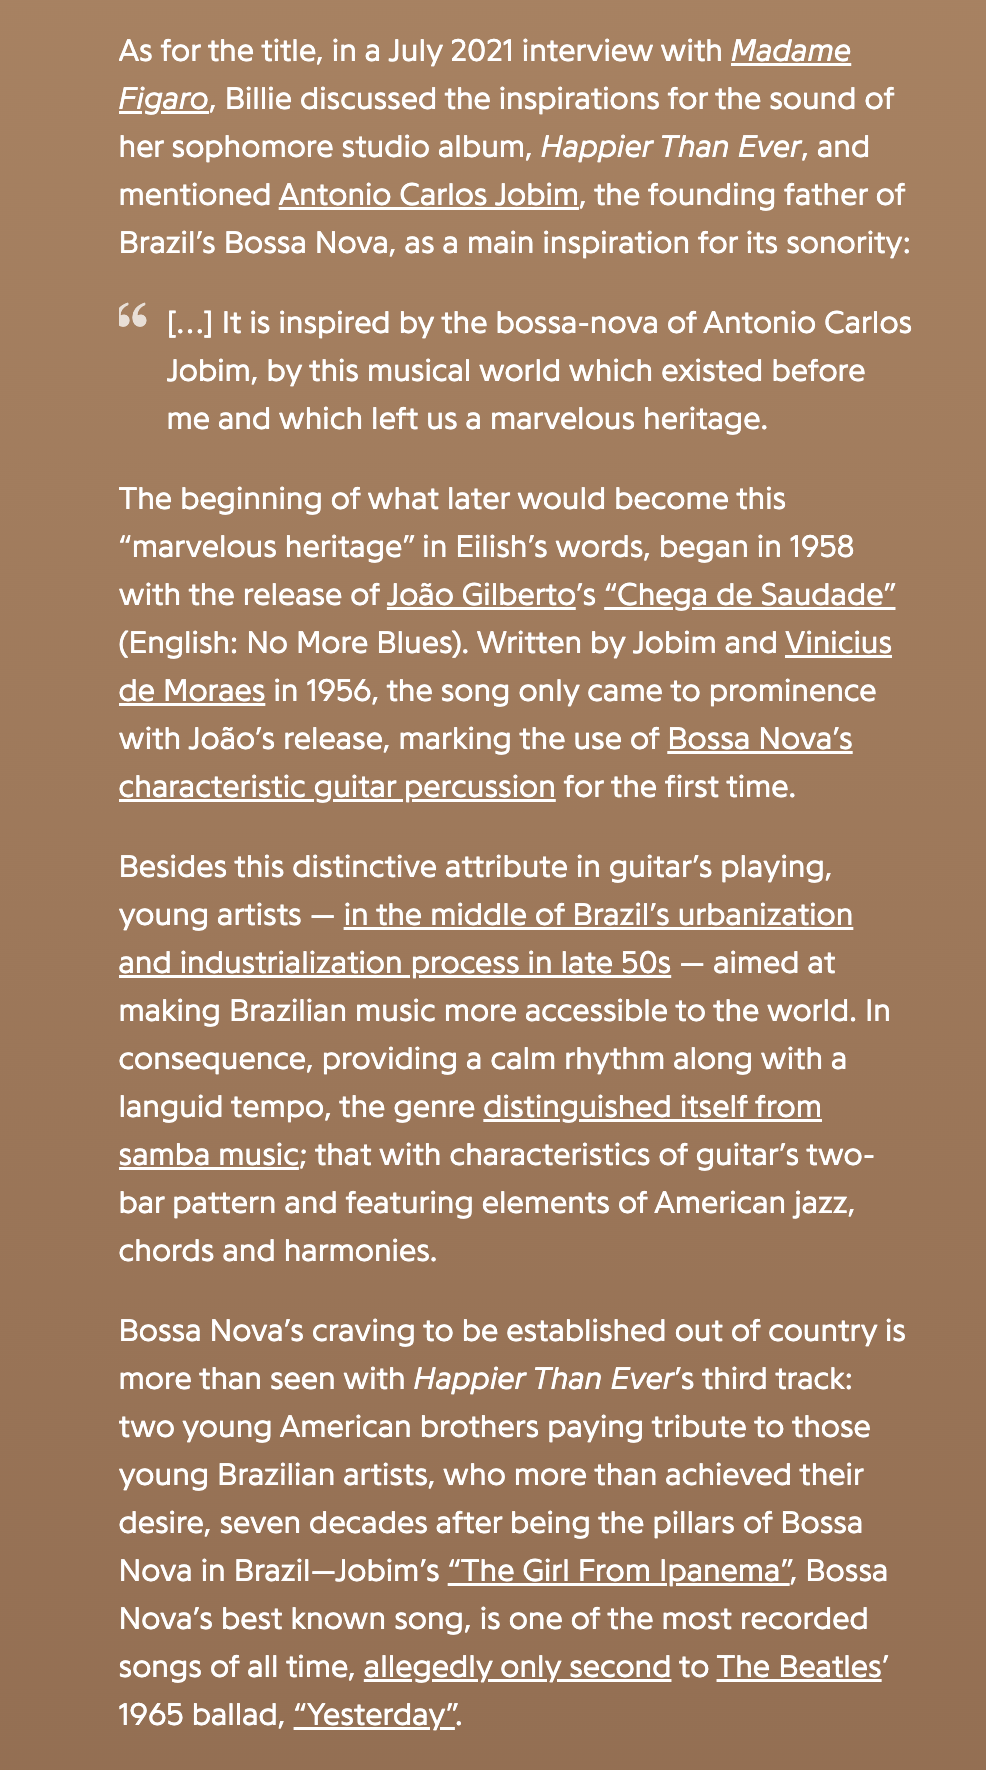 As for the title, in a July 2021 interview with Madame
Figaro, Billie discussed the inspirations for the sound of
her sophomore studio album, Happier Than Ever, and
mentioned Antonio Carlos Jobim, the founding father of
Brazil’s Bossa Nova, as a main inspiration for its sonority:
“ […] It is inspired by the bossa-nova of Antonio Carlos
Jobim, by this musical world which existed before
me and which left us a marvelous heritage.
The beginning of what later would become this
“marvelous heritage” in Eilish’s words, began in 1958
with the release of João Gilberto’s “Chega de Saudade”
(English: No More Blues). Written by Jobim and Vinicius
de Moraes in 1956, the song only came to prominence
with João’s release, marking the use of Bossa Nova’s
characteristic guitar percussion for the first time.
Besides this distinctive attribute in guitar’s playing,
young artists — in the middle of Brazil’s urbanization
and industrialization process in late 50s — aimed at
making Brazilian music more accessible to the world. In
consequence, providing a calm rhythm along with a
languid tempo, the genre distinguished itself from
samba music; that with characteristics of guitar’s two-
bar pattern and featuring elements of American jazz,
chords and harmonies.
Bossa Nova’s craving to be established out of country is
more than seen with Happier Than Ever’s third track:
two young American brothers paying tribute to those
young Brazilian artists, who more than achieved their
desire, seven decades after being the pillars of Bossa
Nova in Brazil—Jobim’s “The Girl From Ipanema”, Bossa
Nova’s best known song, is one of the most recorded
songs of all time, allegedly only second to The Beatles’
1965 ballad, “Yesterday”.